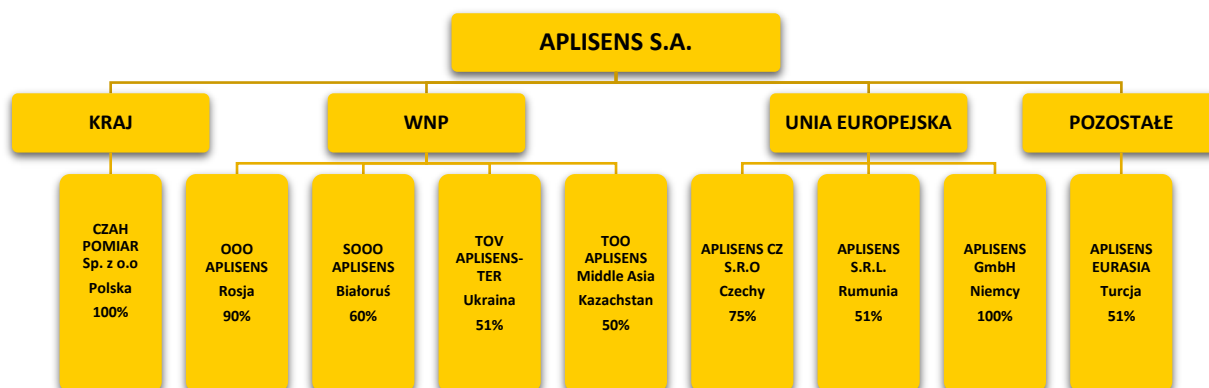 APLISENS S.A.
KRAJ
WNP
UNIA EUROPEJSKA
POZOSTAŁE
CZAH
POMIAR
Sp. z o.o
Polska
100%
OOO
APLISENS
Rosja
90%
SOOO
APLISENS
Białoruś
60%
TOV
APLISENS-
TER
Ukraina
51%
TOO
APLISENS
Middle Asia
Kazachstan
50%
APLISENS CZ
S.R.O
Czechy
75%
APLISENS
S.R.L.
Rumunia
51%
APLISENS
GmbH
Niemcy
100%
APLISENS
EURASIA
Turcja
51%